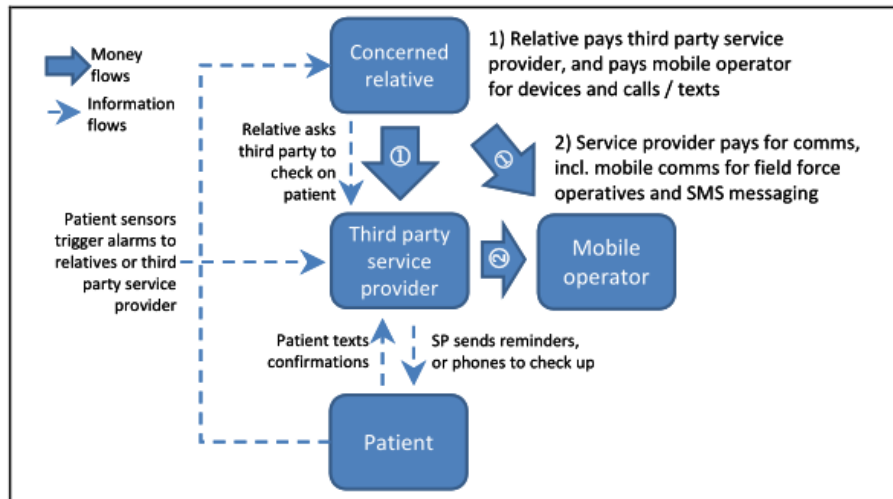 Money
flows
Information
flows
Concerned
relative
1) Relative pays third party service
provider, and pays mobile operator
for devices and calls / texts
Relative asks
third party to
check on
patient
①
①
2) Service provider pays for comms,
incl. mobile comms for field force
operatives and SMS messaging
Patient sensors
trigger alarms to
relatives or third
party service
provider
Third party
service
provider
②
Mobile
operator
Patient texts
confirmations
SP sends reminders,
or phones to check up
Patient